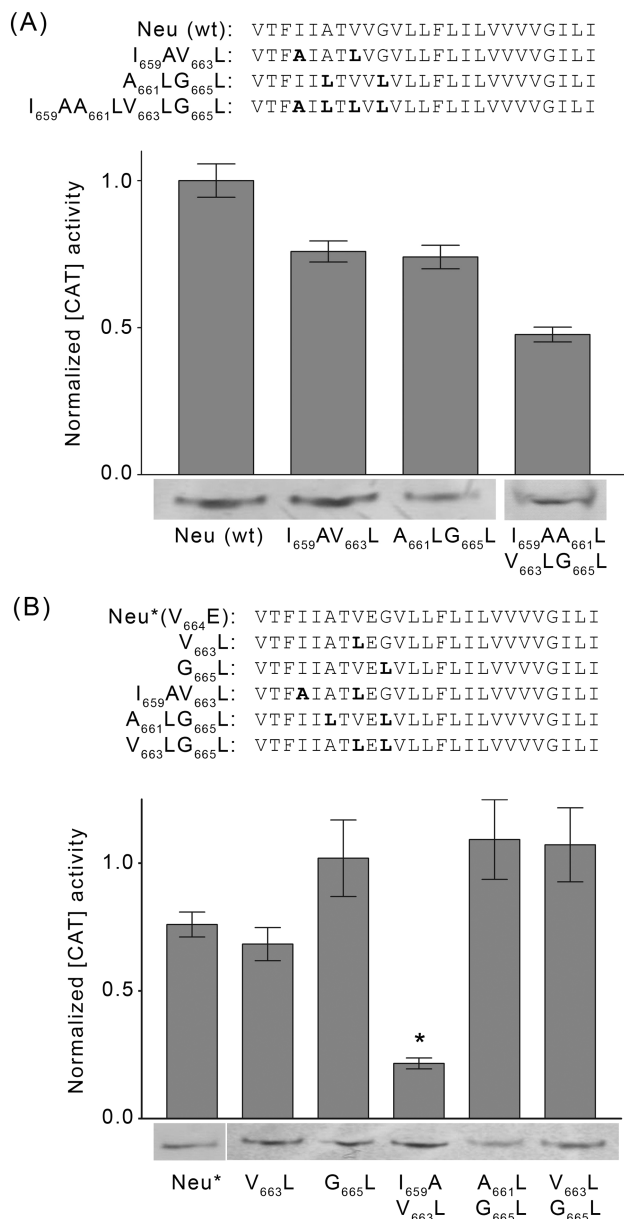 (A)
Neu (wt): VTFIIATVVGVLLFLILVVVVGILI
I₆₅₉AV₆₆₃L: VTFAIATLVGVLLFLILVVVVGILI
A₆₆₁LG₆₆₅L: VTFIILTVVLVLLFLILVVVVGILI
I₆₅₉AA₆₆₁LV₆₆₃LG₆₆₅L: VTFAILTLVLVLLFLILVVVVGILI
Normalized [CAT] activity
1.0
0.5
0.0
Neu (wt) I₆₅₉AV₆₆₃L A₆₆₁LG₆₆₅L I₆₅₉AA₆₆₁L
V₆₆₃LG₆₆₅L
(B)
Neu*(V₆₆₄E): VTFIIATVEGVLLFLILVVVVGILI
V₆₆₃L: VTFIIATLEGVLLFLILVVVVGILI
G₆₆₅L: VTFIIATVELVLLFLILVVVVGILI
I₆₅₉AV₆₆₃L: VTFAIATLEGVLLFLILVVVVGILI
A₆₆₁LG₆₆₅L: VTFIILTVELVLLFLILVVVVGILI
V₆₆₃LG₆₆₅L: VTFIIATLELVLLFLILVVVVGILI
Normalized [CAT] activity
1.0
0.5
0.0
*
Neu* V₆₆₃L G₆₆₅L I₆₅₉A A₆₆₁L V₆₆₃L
V₆₆₃L G₆₆₅L G₆₆₅L